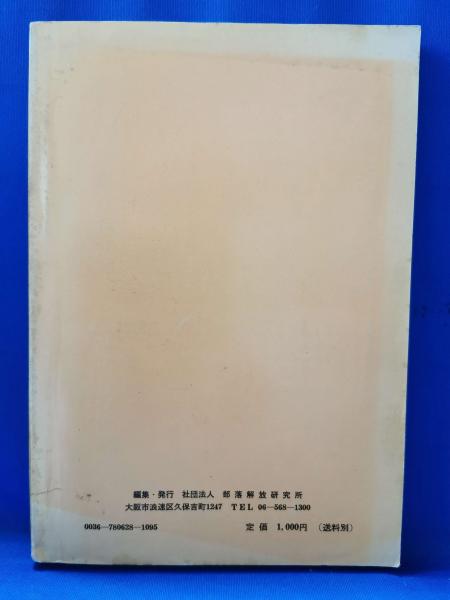 編集・発行 社団法人 部落解放研究所
大阪市浪速区久保吉町1247 TEL 06―568―1300
0036―780628―1095 定価 1,000円 (送料別)